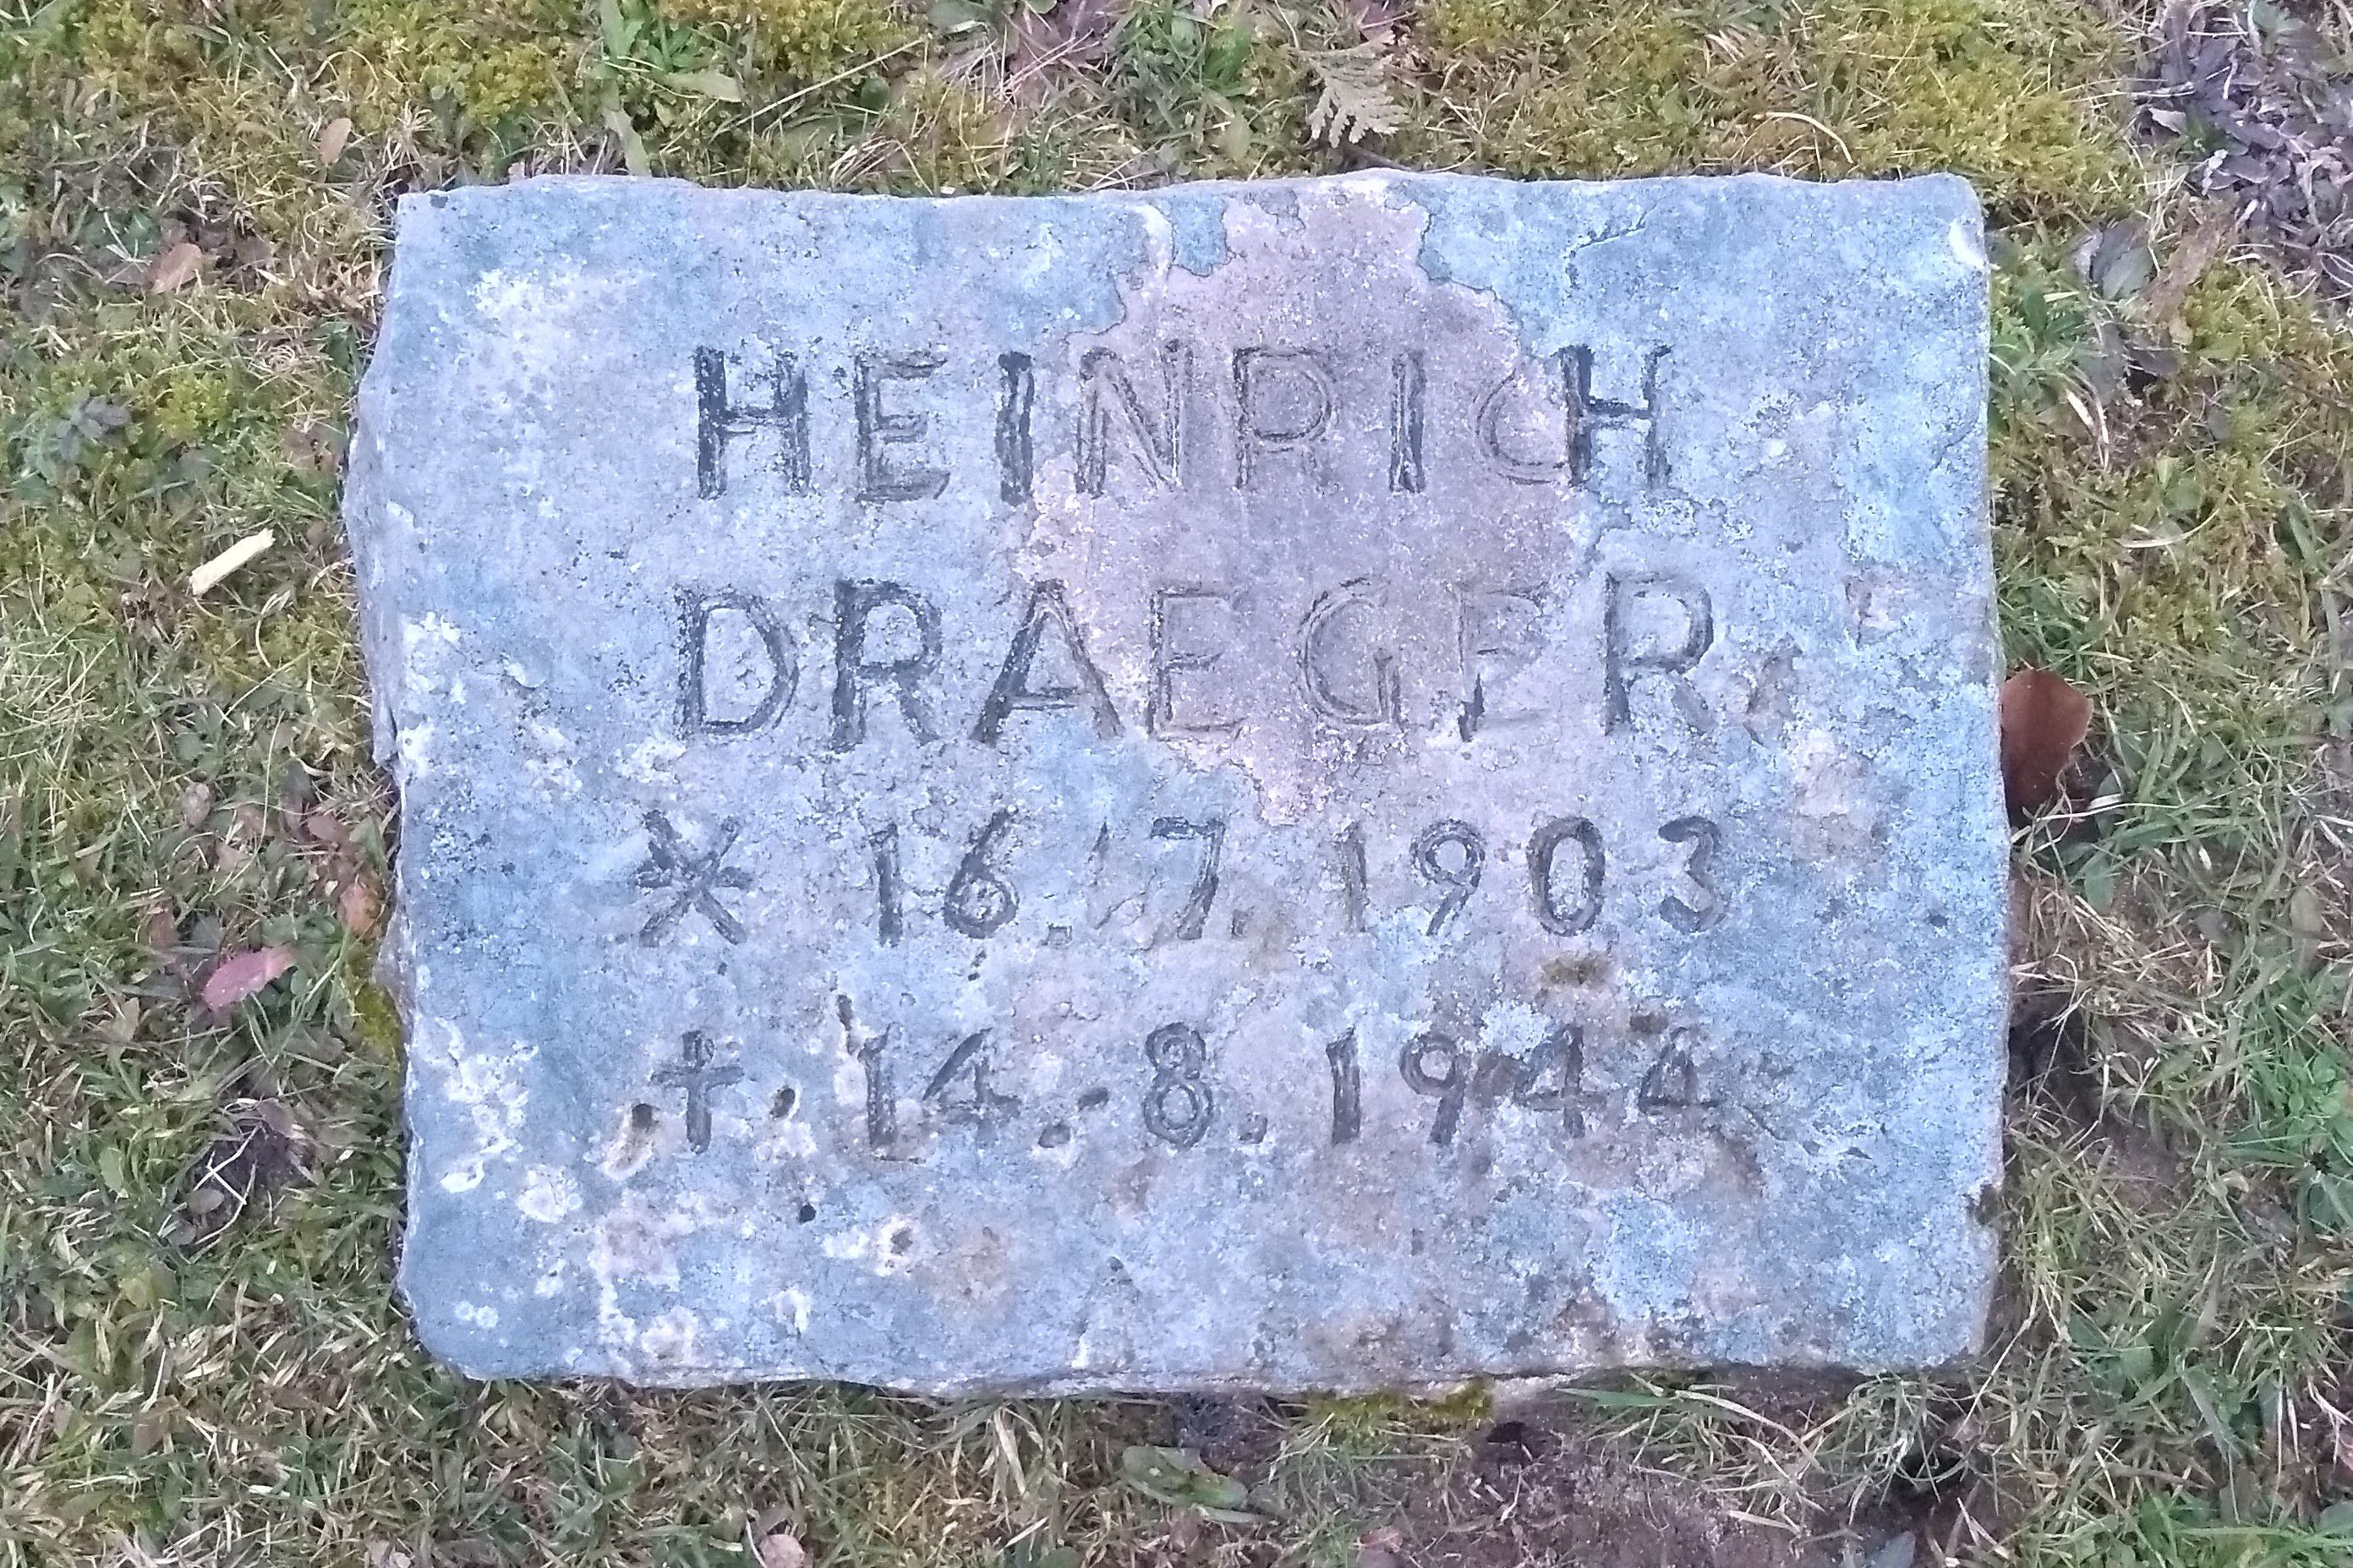 HEINRICH
DRAEGER
* 16.7.1903
† 14.8.1944